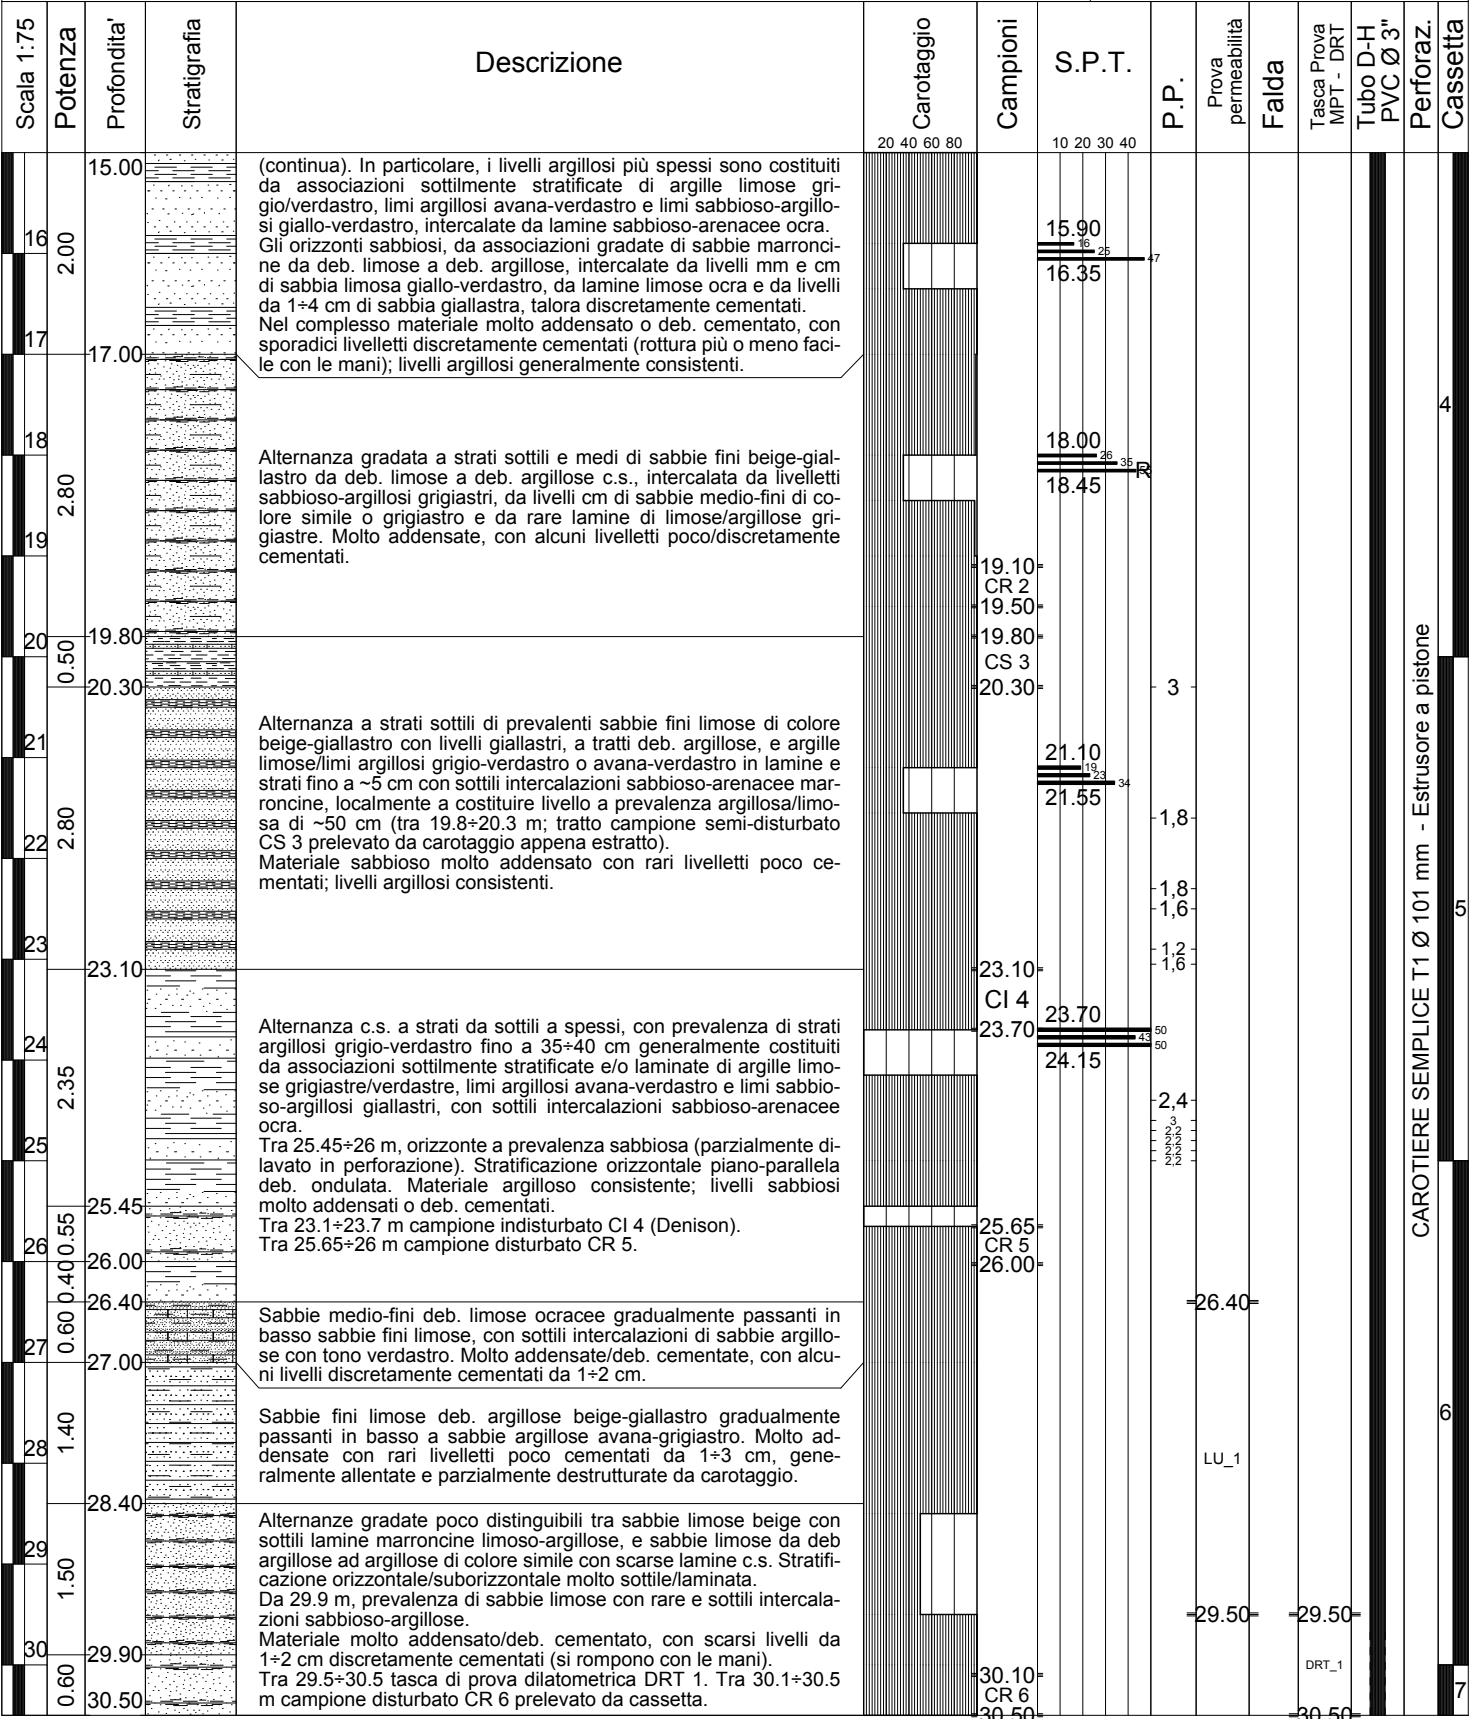 Scala 1:75
Potenza
Profondita'
Stratigrafia
Descrizione
Carotaggio
20 40 60 80
Campioni
S.P.T.
10 20 30 40
P.P.
Prova
permeabilità
Falda
Tasca Prova
MPT - DRT
Tubo D-H
PVC Ø 3"
Perforaz.
Cassetta
15.00
(continua). In particolare, i livelli argillosi più spessi sono costituiti
da associazioni sottilmente stratificate di argille limose gri-
gio/verdastro, limi argillosi avana-verdastro e limi sabbioso-argillo-
si giallo-verdastro, intercalate da lamine sabbioso-arenacee ocra.
Gli orizzonti sabbiosi, da associazioni gradate di sabbie marronci-
ne da deb. limose a deb. argillose, intercalate da livelli mm e cm
di sabbia limosa giallo-verdastro, da lamine limose ocra e da livelli
da 1÷4 cm di sabbia giallastra, talora discretamente cementati.
Nel complesso materiale molto addensato o deb. cementato, con
sporadici livelletti discretamente cementati (rottura più o meno faci-
le con le mani); livelli argillosi generalmente consistenti.
16
2.00
15.90
16
25
47
16.35
17
17.00
4
18
2.80
Alternanza gradata a strati sottili e medi di sabbie fini beige-gial-
lastro da deb. limose a deb. argillose c.s., intercalata da livelletti
sabbioso-argillosi grigiastri, da livelli cm di sabbie medio-fini di co-
lore simile o grigiastro e da rare lamine di limose/argillose gri-
giastre. Molto addensate, con alcuni livelletti poco/discretamente
cementati.
18.00
26
35
R
18.45
19
19.10
CR 2
19.50
20
19.80
19.80
0.50
CS 3
20.30
20.30
3
CAROTIERE SEMPLICE T1 Ø 101 mm - Estrusore a pistone
21
2.80
Alternanza a strati sottili di prevalenti sabbie fini limose di colore
beige-giallastro con livelli giallastri, a tratti deb. argillose, e argille
limose/limi argillosi grigio-verdastro o avana-verdastro in lamine e
strati fino a ~5 cm con sottili intercalazioni sabbioso-arenacee mar-
roncine, localmente a costituire livello a prevalenza argillosa/limo-
sa di ~50 cm (tra 19.8÷20.3 m; tratto campione semi-disturbato
CS 3 prelevato da carotaggio appena estratto).
Materiale sabbioso molto addensato con rari livelletti poco ce-
mentati; livelli argillosi consistenti.
21.10
19
23
34
21.55
1,8
22
1,8
1,6
5
23
1,2
1,6
23.10
23.10
CI 4
23.70
23.70
50
43
50
24.15
24
2.35
Alternanza c.s. a strati da sottili a spessi, con prevalenza di strati
argillosi grigio-verdastro fino a 35÷40 cm generalmente costituiti
da associazioni sottilmente stratificate e/o laminate di argille limo-
se grigiastre/verdastre, limi argillosi avana-verdastro e limi sabbio-
so-argillosi giallastri, con sottili intercalazioni sabbioso-arenacee
ocra.
Tra 25.45÷26 m, orizzonte a prevalenza sabbiosa (parzialmente di-
lavato in perforazione). Stratificazione orizzontale piano-parallela
deb. ondulata. Materiale argilloso consistente; livelli sabbiosi
molto addensati o deb. cementati.
Tra 23.1÷23.7 m campione indisturbato CI 4 (Denison).
Tra 25.65÷26 m campione disturbato CR 5.
2,4
3
2,2
2,2
2,2
2,2
25
25.45
0.55
25.65
CR 5
26.00
26
26.00
0.40
26.40
26.40
27
0.60
Sabbie medio-fini deb. limose ocracee gradualmente passanti in
basso sabbie fini limose, con sottili intercalazioni di sabbie argillo-
se con tono verdastro. Molto addensate/deb. cementate, con alcu-
ni livelli discretamente cementati da 1÷2 cm.
27.00
28
1.40
Sabbie fini limose deb. argillose beige-giallastro gradualmente
passanti in basso a sabbie argillose avana-grigiastro. Molto ad-
densate con rari livelletti poco cementati da 1÷3 cm, gene-
ralmente allentate e parzialmente destrutturate da carotaggio.
LU_1
6
28.40
29
1.50
Alternanze gradate poco distinguibili tra sabbie limose beige con
sottili lamine marroncine limoso-argillose, e sabbie limose da deb
argillose ad argillose di colore simile con scarse lamine c.s. Stratifi-
cazione orizzontale/suborizzontale molto sottile/laminata.
Da 29.9 m, prevalenza di sabbie limose con rare e sottili intercala-
zioni sabbioso-argillose.
Materiale molto addensato/deb. cementato, con scarsi livelli da
1÷2 cm discretamente cementati (si rompono con le mani).
Tra 29.5÷30.5 tasca di prova dilatometrica DRT 1. Tra 30.1÷30.5
m campione disturbato CR 6 prelevato da cassetta.
29.50
29.50
30
29.90
0.60
30.50
30.10
CR 6
30.50
DRT_1
30.50
7